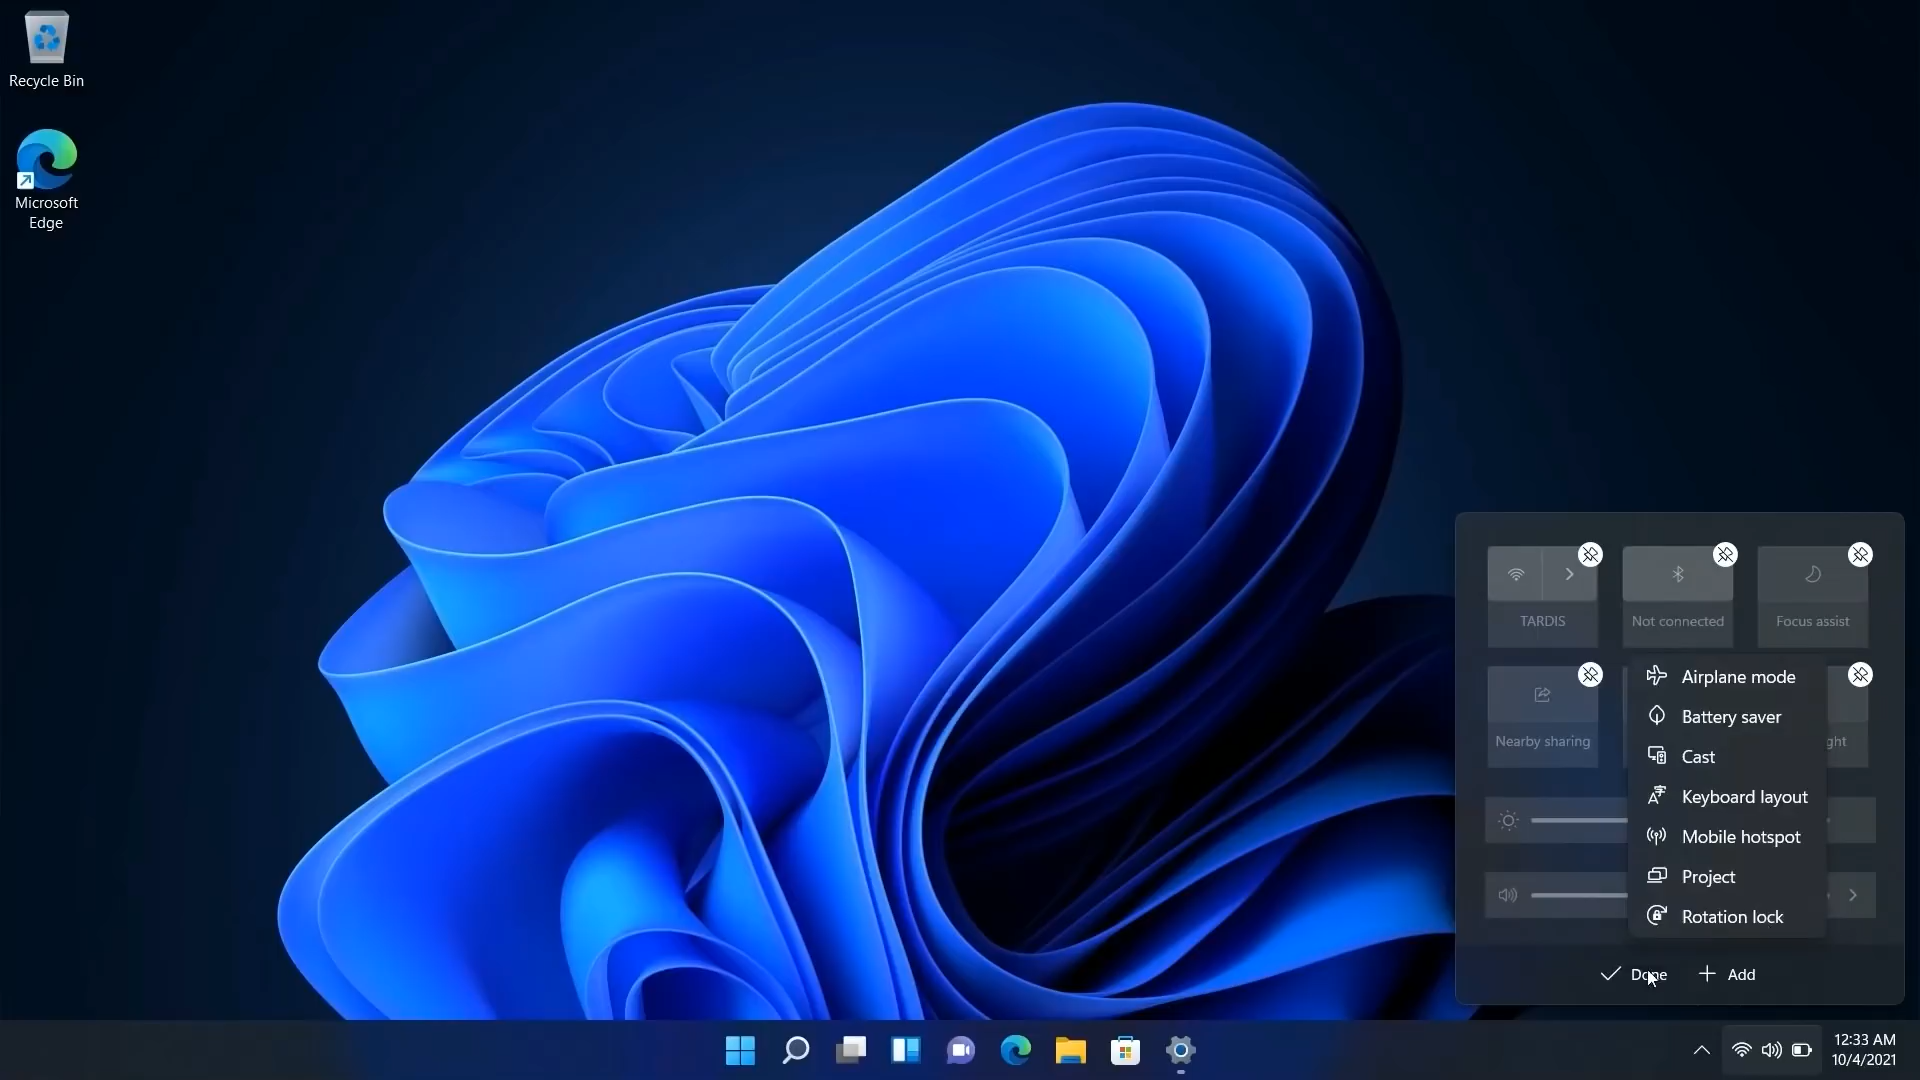 Recycle Bin
Microsoft
Edge
TARDIS
Not connected
Focus assist
Nearby sharing
ght
Airplane mode
Battery saver
Cast
Keyboard layout
Mobile hotspot
Project
Rotation lock
Done
Add
12:33 AM
10/4/2021